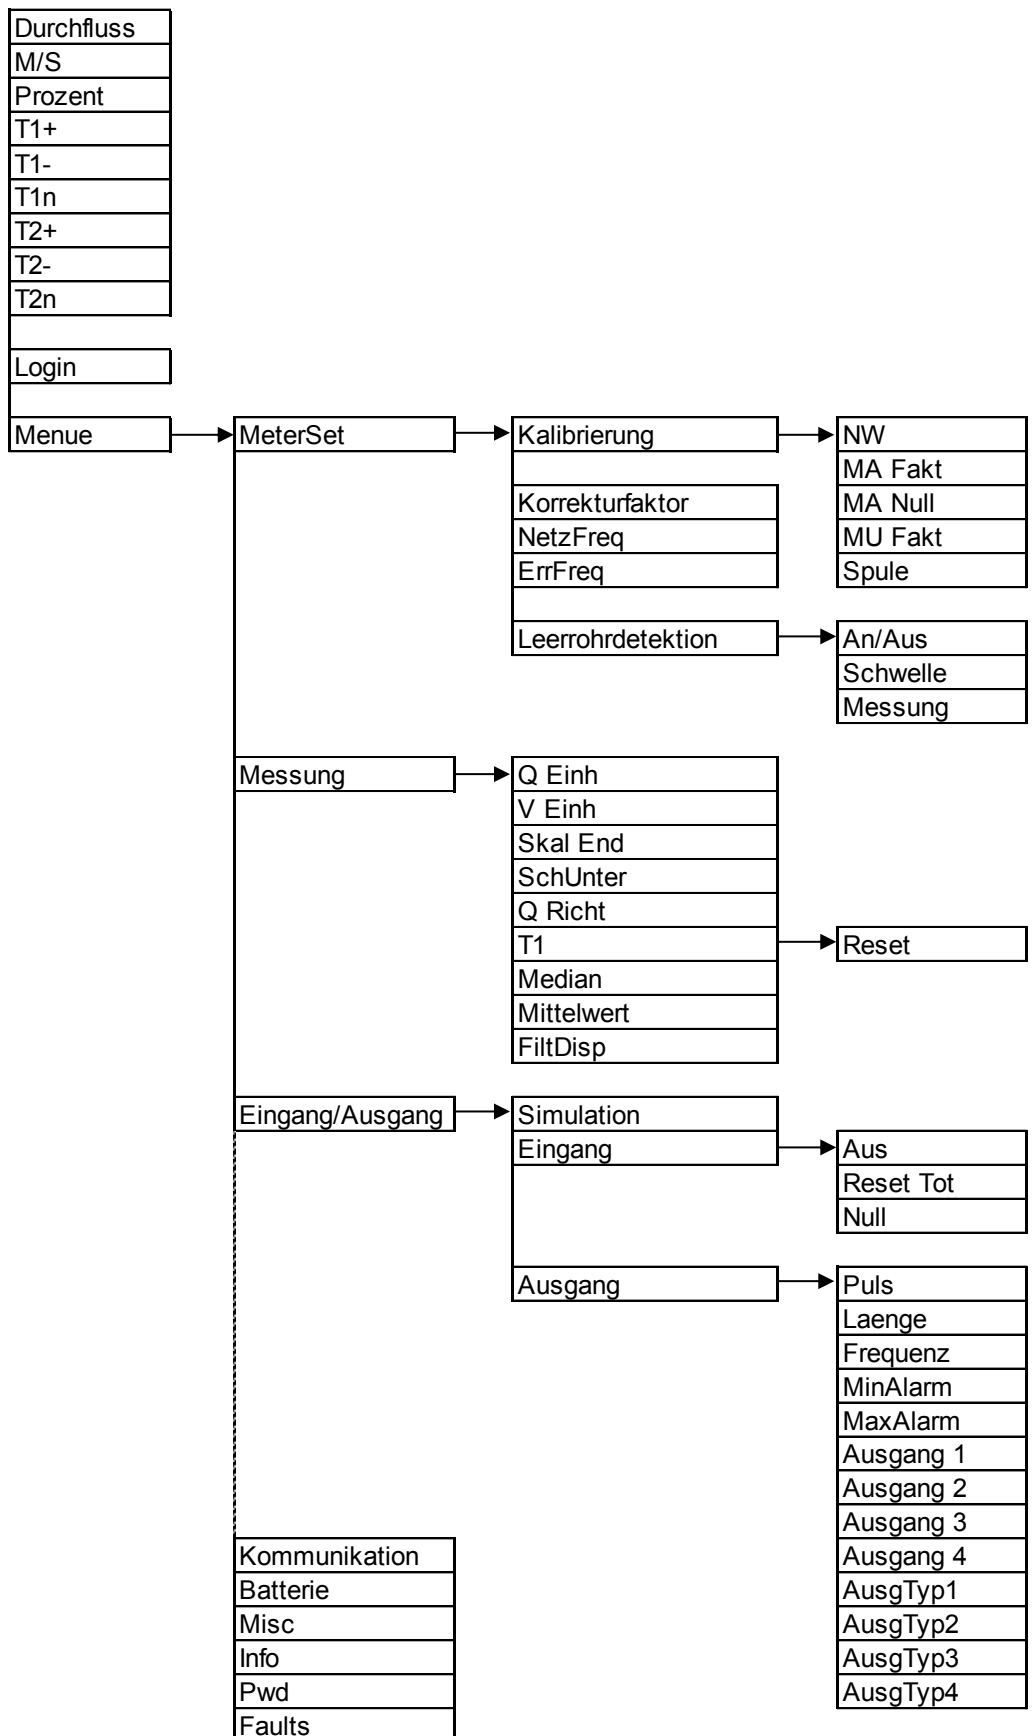 Durchfluss
M/S
Prozent
T1+
T1-
T1n
T2+
T2-
T2n
Login
Menue
MeterSet
Kalibrierung
NW
MA Fakt
MA Null
MU Fakt
Spule
Korrekturfaktor
NetzFreq
ErrFreq
Leerrohrdetektion
An/Aus
Schwelle
Messung
Messung
Q Einh
V Einh
Skal End
SchUnter
Q Richt
T1
Reset
Median
Mittelwert
FiltDisp
Eingang/Ausgang
Simulation
Eingang
Aus
Reset Tot
Null
Ausgang
Puls
Laenge
Frequenz
MinAlarm
MaxAlarm
Ausgang 1
Ausgang 2
Ausgang 3
Ausgang 4
AusgTyp1
AusgTyp2
AusgTyp3
AusgTyp4
Kommunikation
Batterie
Misc
Info
Pwd
Faults